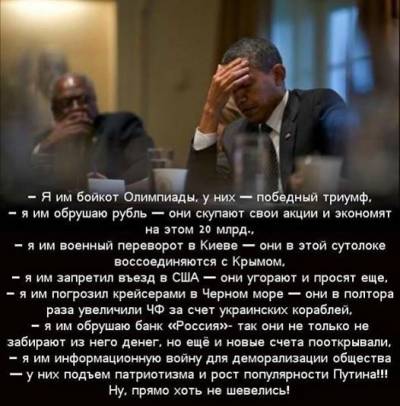 – Я им бойкот Олимпиады, у них — победный триумф,
– я им обрушаю рубль — они скупают свои акции и экономят
на этом 20 млрд.,
– я им военный переворот в Киеве — они в этой сутолоке
воссоединяются с Крымом,
– я им запретил въезд в США — они угорают и просят еще,
– я им погрозил крейсерами в Черном море — они в полтора
раза увеличили ЧФ за счет украинских кораблей,
– я им обрушаю банк «Россия»- так они не только не
забирают из него денег, но ещё и новые счета пооткрывали,
– я им информационную войну для деморализации общества
— у них подъем патриотизма и рост популярности Путина!!!
Ну, прямо хоть не шевелись!